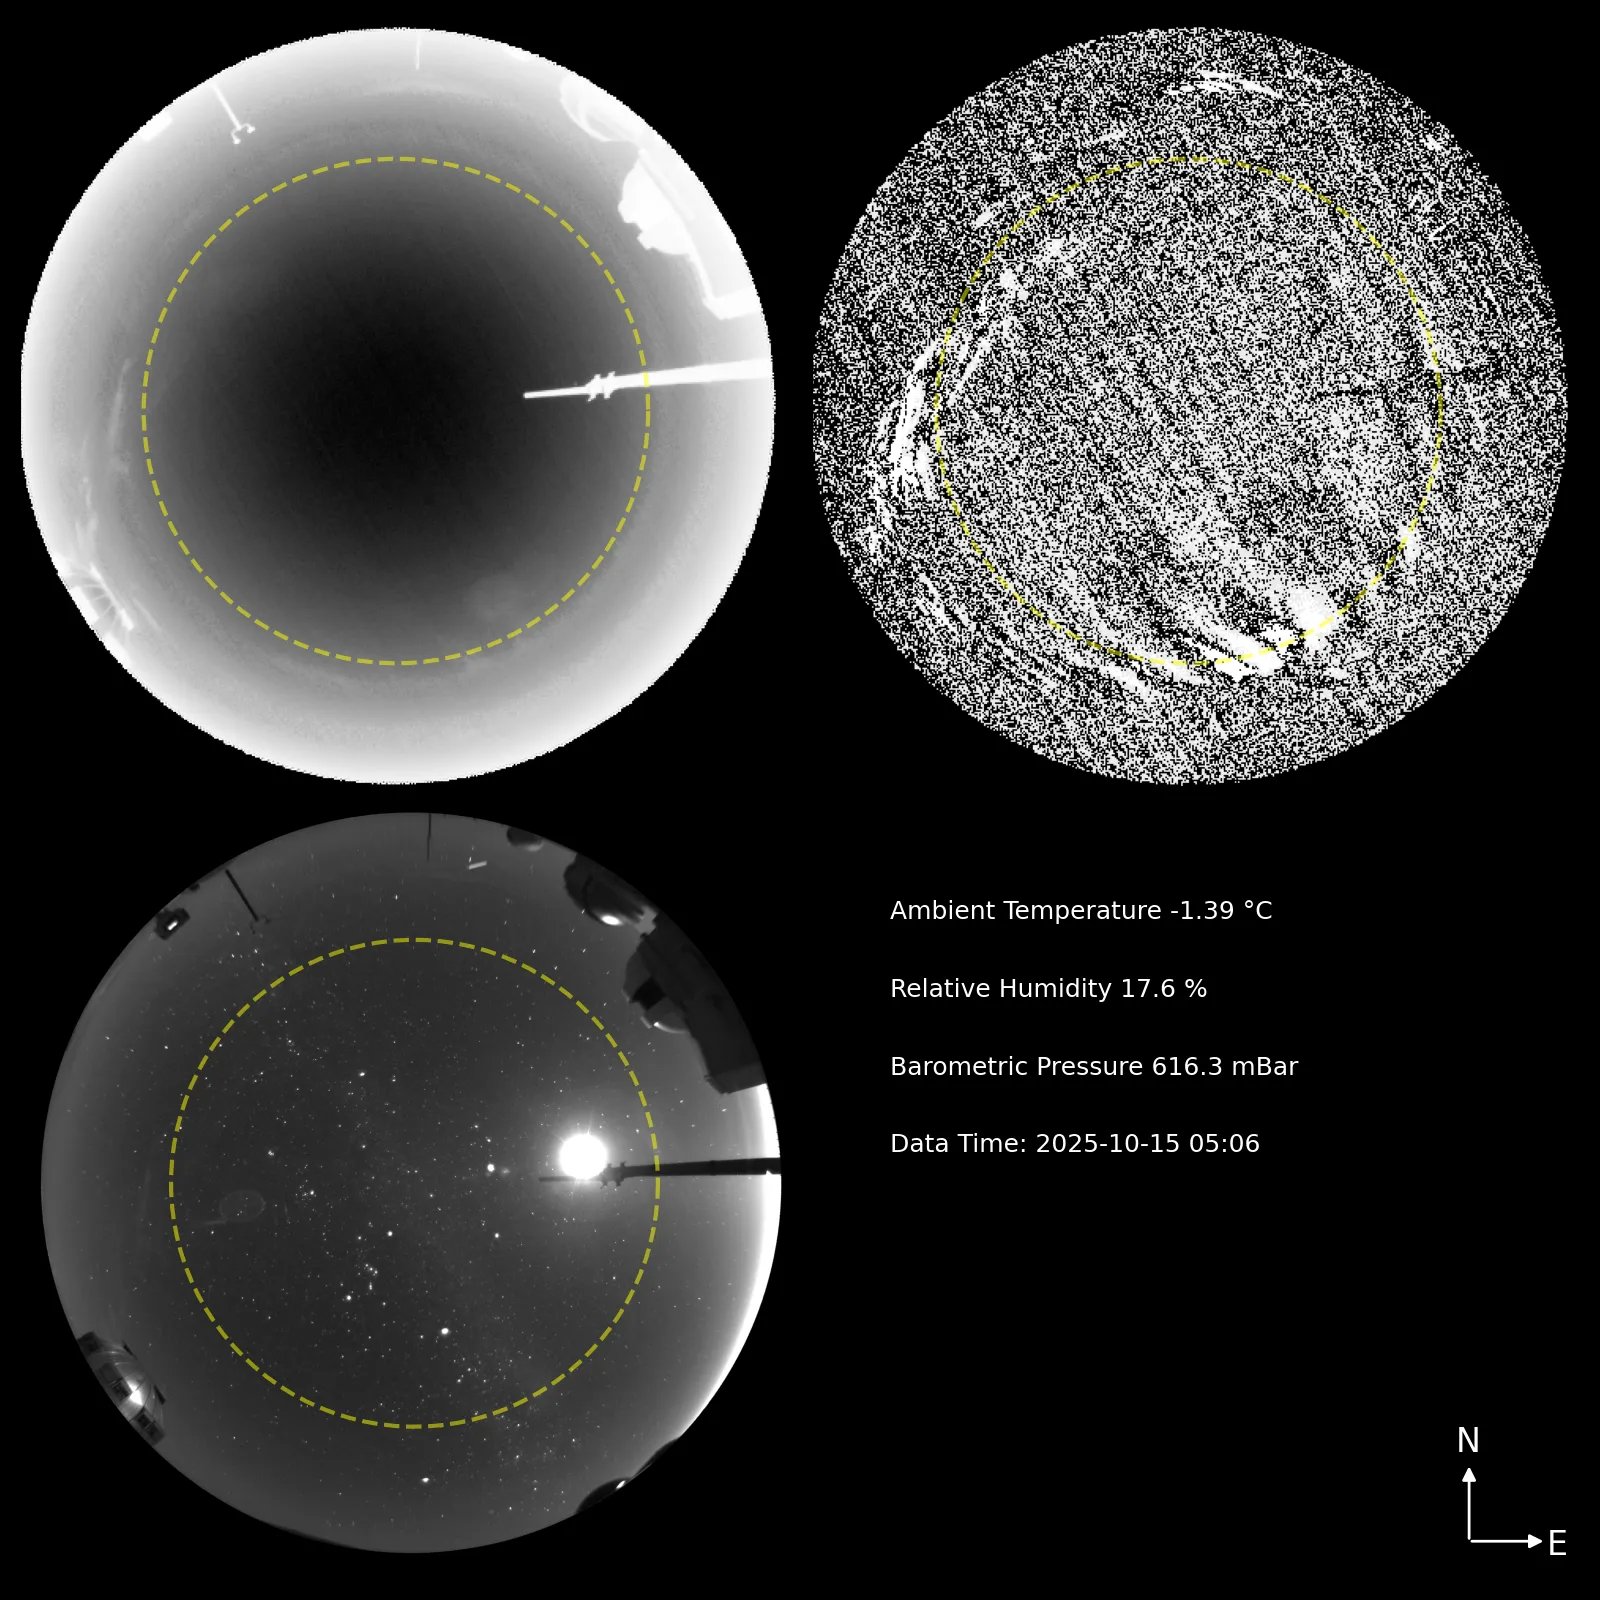 Ambient Temperature -1.39 °C
Relative Humidity 17.6 %
Barometric Pressure 616.3 mBar
Data Time: 2025-10-15 05:06
N
E